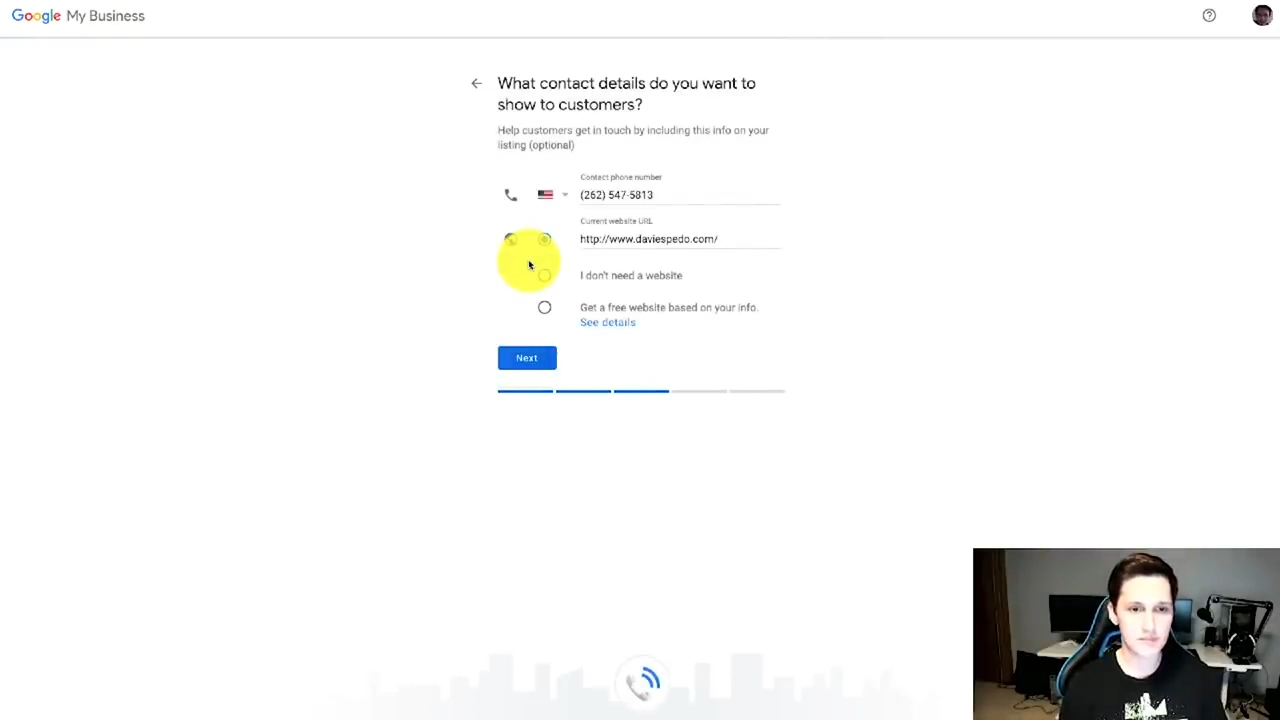 Google My Business
What contact details do you want to
show to customers?
Help customers get in touch by including this info on your
listing (optional)
Contact phone number
(262) 547-5813
Current website URL
http://www.daviespedo.com/
I don't need a website
Get a free website based on your info.
See details
Next